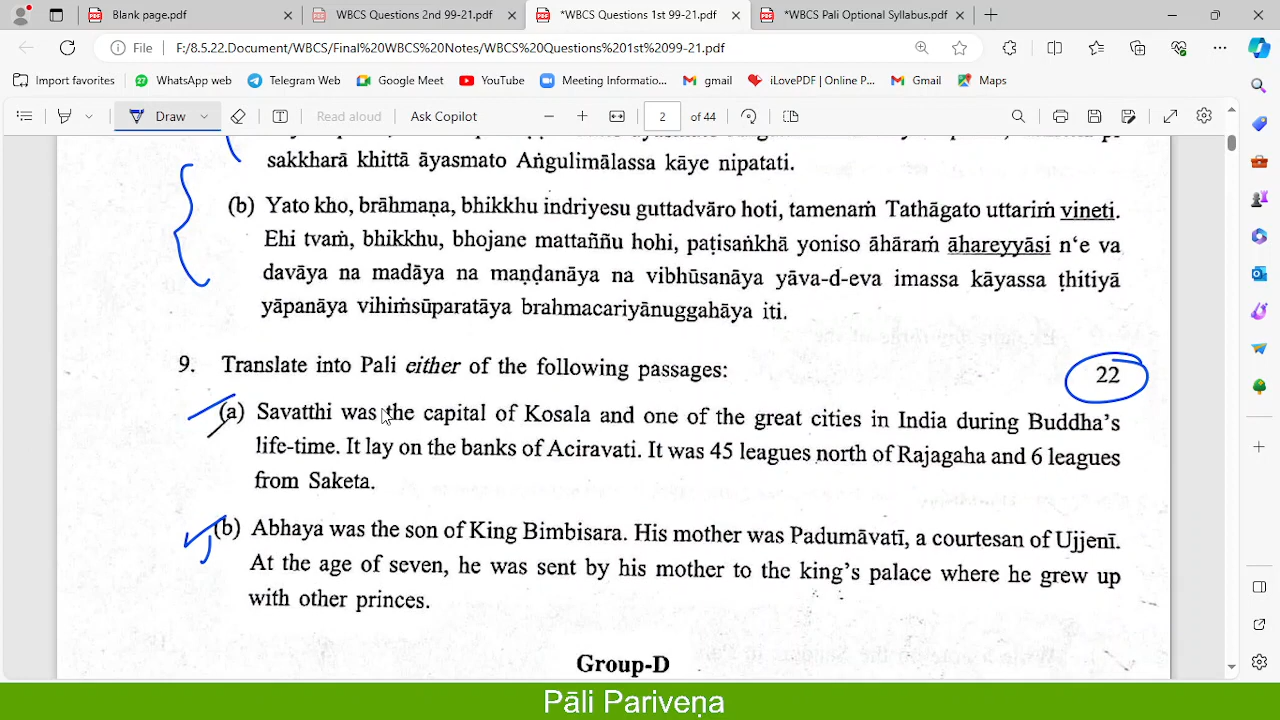 Blank page.pdf
WBCS Questions 2nd 99-21.pdf
*WBCS Questions 1st 99-21.pdf
*WBCS Pali Optional Syllabus.pdf
File
F:/8.5.22.Document/WBCS/Final%20WBCS%20Notes/WBCS%20Questions%201st%2099-21.pdf
Import favorites
WhatsApp web
Telegram Web
Google Meet
YouTube
Meeting Informatio...
gmail
iLovePDF | Online P...
Gmail
Maps
Draw
Read aloud
Ask Copilot
2 of 44
sakkharā khittā āyasmato Aṅgulimālassa kāye nipatati.
(b) Yato kho, brāhmaṇa, bhikkhu indriyesu guttadvāro hoti, tamenaṁ Tathāgato uttariṁ vineti.
Ehi tvaṁ, bhikkhu, bhojane mattaññu hohi, paṭisaṅkhā yoniso āhāraṁ āhareyyāsi n‘e va
davāya na madāya na maṇḍanāya na vibhūsanāya yāva-d-eva imassa kāyassa ṭhitiyā
yāpanāya vihiṁsūparatāya brahmacariyānuggahāya iti.
9. Translate into Pali either of the following passages:
22
(a) Savatthi was the capital of Kosala and one of the great cities in India during Buddha’s
life-time. It lay on the banks of Aciravati. It was 45 leagues north of Rajagaha and 6 leagues
from Saketa.
(b) Abhaya was the son of King Bimbisara. His mother was Padumāvatī, a courtesan of Ujjenī.
At the age of seven, he was sent by his mother to the king’s palace where he grew up
with other princes.
Group-D
Pāli Pariveṇa